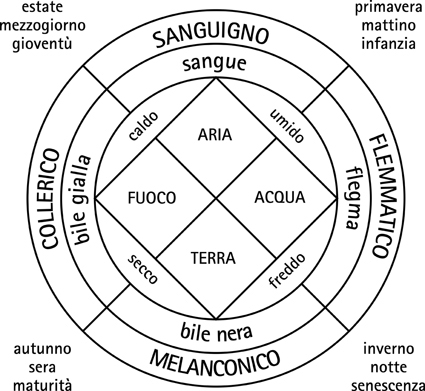 estate
mezzogiorno
gioventù
primavera
mattino
infanzia
SANGUIGNO
sangue
caldo
umido
ARIA
COLLERICO
bile gialla
FUOCO
ACQUA
flegma
FLEMMATICO
TERRA
secco
freddo
bile nera
MELANCONICO
autunno
sera
maturità
inverno
notte
senescenza